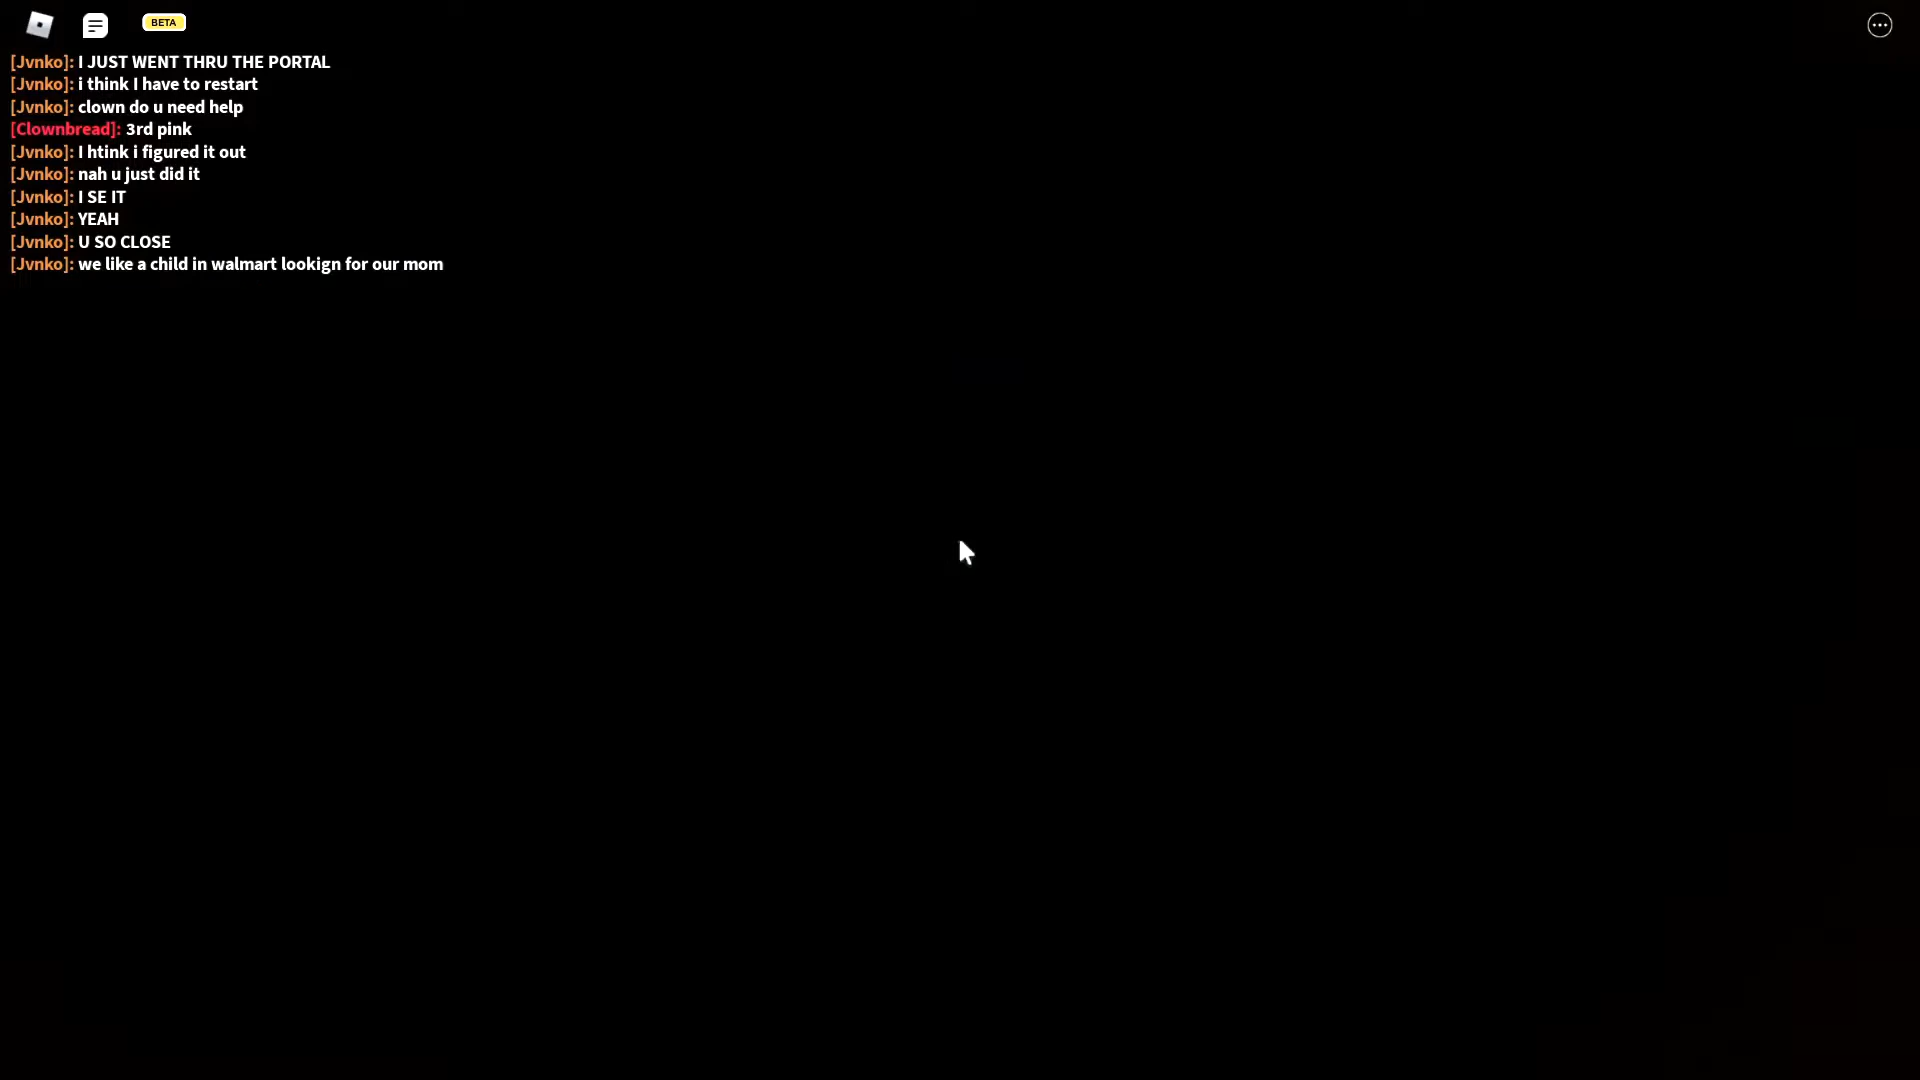 BETA
[Jvnko]: I JUST WENT THRU THE PORTAL
[Jvnko]: i think I have to restart
[Jvnko]: clown do u need help
[Clownbread]: 3rd pink
[Jvnko]: I htink i figured it out
[Jvnko]: nah u just did it
[Jvnko]: I SE IT
[Jvnko]: YEAH
[Jvnko]: U SO CLOSE
[Jvnko]: we like a child in walmart lookign for our mom